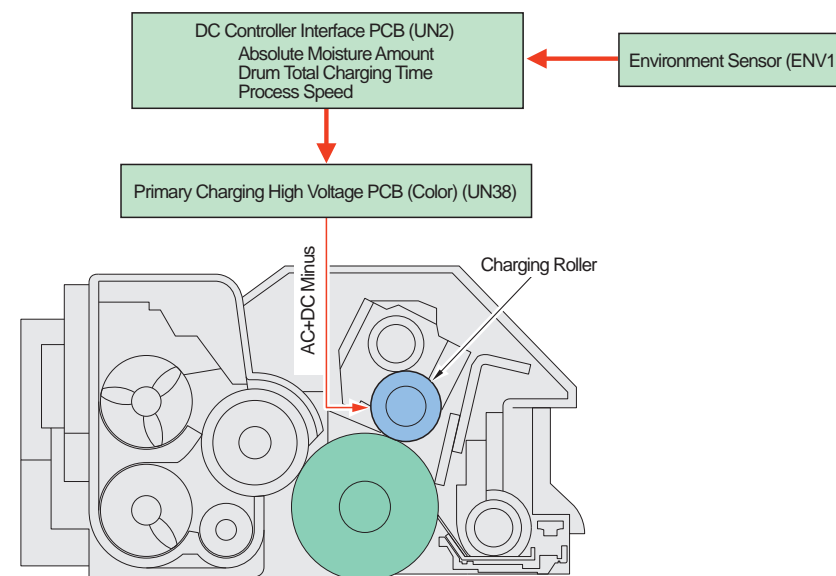 DC Controller Interface PCB (UN2)
Absolute Moisture Amount
Drum Total Charging Time
Process Speed
Environment Sensor (ENV1
Primary Charging High Voltage PCB (Color) (UN38)
AC+DC Minus
Charging Roller